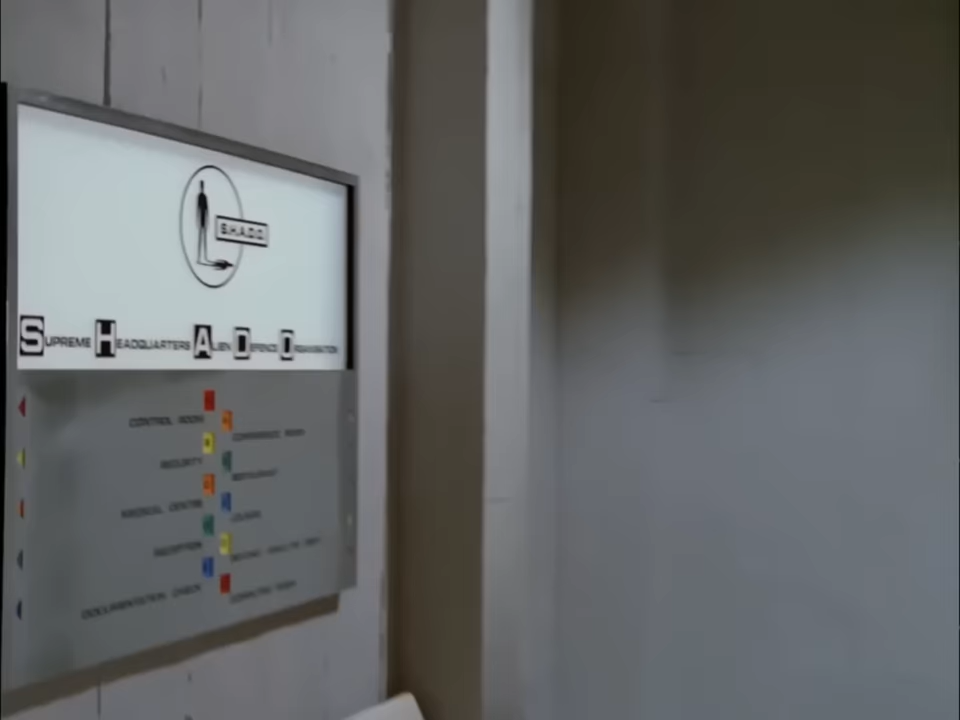 S.H.A.D.O.
SUPREME HEADQUARTERS ALIEN DEFENCE ORGANISATION
CONTROL ROOM
CONFERENCE ROOM
SECURITY
RESTAURANT
MEDICAL CENTRE
LOUNGE
RECEPTION
DOCUMENTATION CHECK